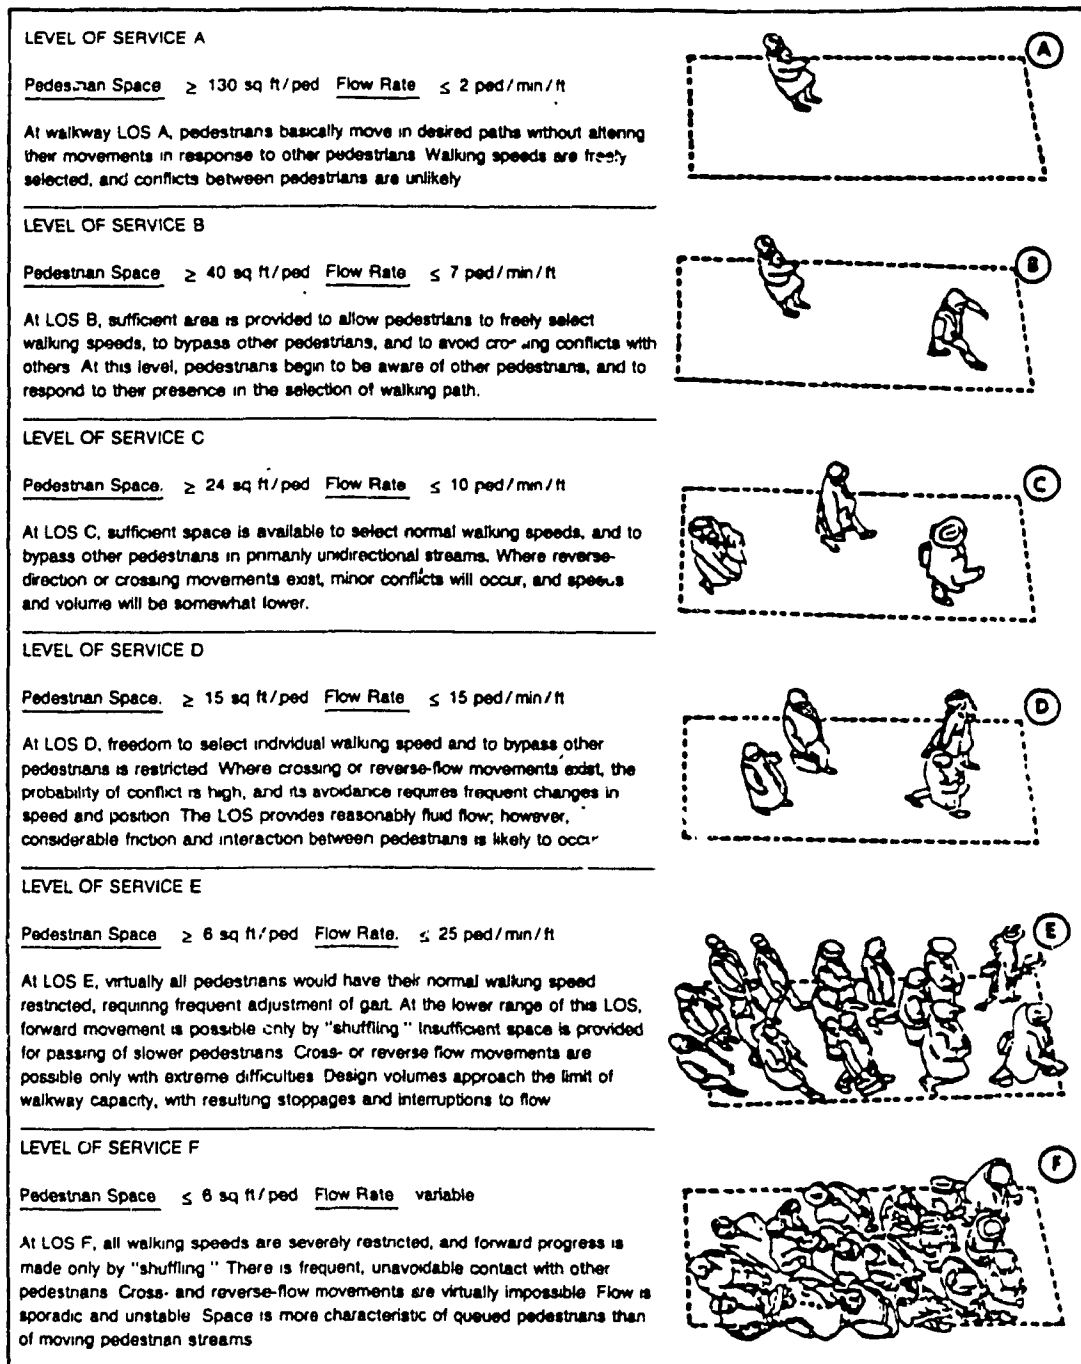 LEVEL OF SERVICE A
A
Pedestrian Space ≥ 130 sq ft/ped Flow Rate ≤ 2 ped/min/ft
At walkway LOS A, pedestrians basically move in desired paths without altering
their movements in response to other pedestrians Walking speeds are freely
selected, and conflicts between pedestrians are unlikely
LEVEL OF SERVICE B
B
Pedestrian Space ≥ 40 sq ft/ped Flow Rate ≤ 7 ped/min/ft
At LOS B, sufficient area is provided to allow pedestrians to freely select
walking speeds, to bypass other pedestrians, and to avoid crossing conflicts with
others At this level, pedestrians begin to be aware of other pedestrians, and to
respond to their presence in the selection of walking path.
LEVEL OF SERVICE C
C
Pedestrian Space. ≥ 24 sq ft/ped Flow Rate ≤ 10 ped/min/ft
At LOS C, sufficient space is available to select normal walking speeds, and to
bypass other pedestrians in primarily unidirectional streams. Where reverse-
direction or crossing movements exist, minor conflicts will occur, and speeds
and volume will be somewhat lower.
LEVEL OF SERVICE D
D
Pedestrian Space. ≥ 15 sq ft/ped Flow Rate ≤ 15 ped/min/ft
At LOS D, freedom to select individual walking speed and to bypass other
pedestrians is restricted Where crossing or reverse-flow movements exist, the
probability of conflict is high, and its avoidance requires frequent changes in
speed and position The LOS provides reasonably fluid flow; however,
considerable friction and interaction between pedestrians is likely to occur
LEVEL OF SERVICE E
E
Pedestrian Space ≥ 6 sq ft/ped Flow Rate. ≤ 25 ped/min/ft
At LOS E, virtually all pedestrians would have their normal walking speed
restricted, requiring frequent adjustment of gait. At the lower range of this LOS,
forward movement is possible only by "shuffling" Insufficient space is provided
for passing of slower pedestrians Cross- or reverse flow movements are
possible only with extreme difficulties Design volumes approach the limit of
walkway capacity, with resulting stoppages and interruptions to flow
LEVEL OF SERVICE F
F
Pedestrian Space ≤ 6 sq ft/ped Flow Rate variable
At LOS F, all walking speeds are severely restricted, and forward progress is
made only by "shuffling" There is frequent, unavoidable contact with other
pedestrians Cross- and reverse-flow movements are virtually impossible Flow is
sporadic and unstable Space is more characteristic of queued pedestrians than
of moving pedestrian streams